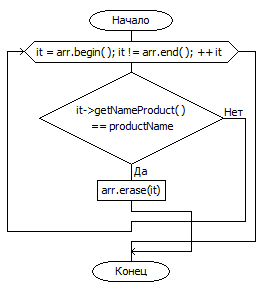 Начало
it = arr.begin( ); it != arr.end( ); ++ it
it->getNameProduct( )
== productName
Нет
Да
arr.erase(it)
Конец